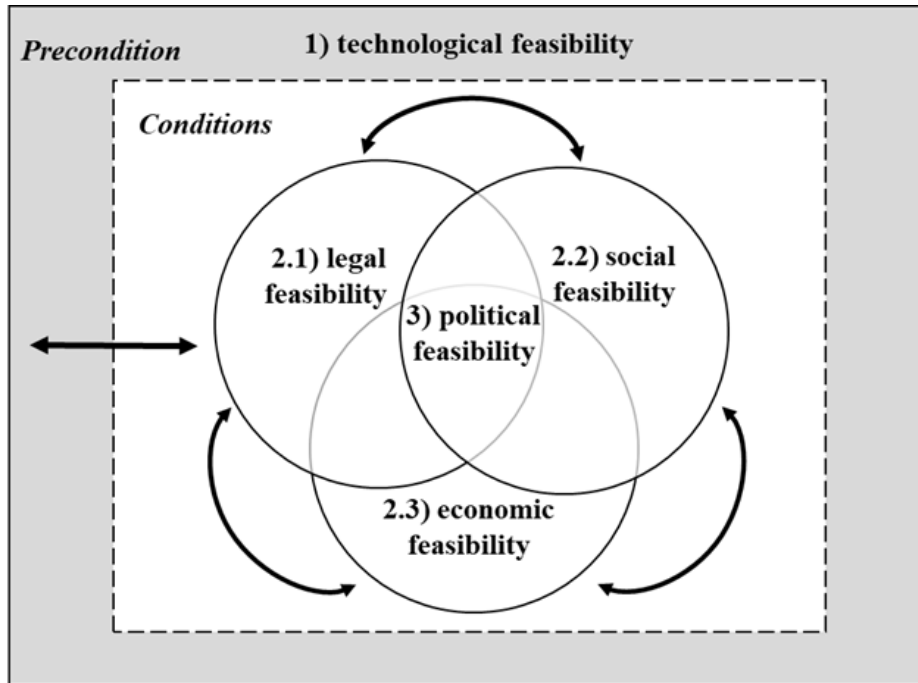 1) technological feasibility
Precondition
Conditions
2.1) legal
feasibility
2.2) social
feasibility
3) political
feasibility
2.3) economic
feasibility